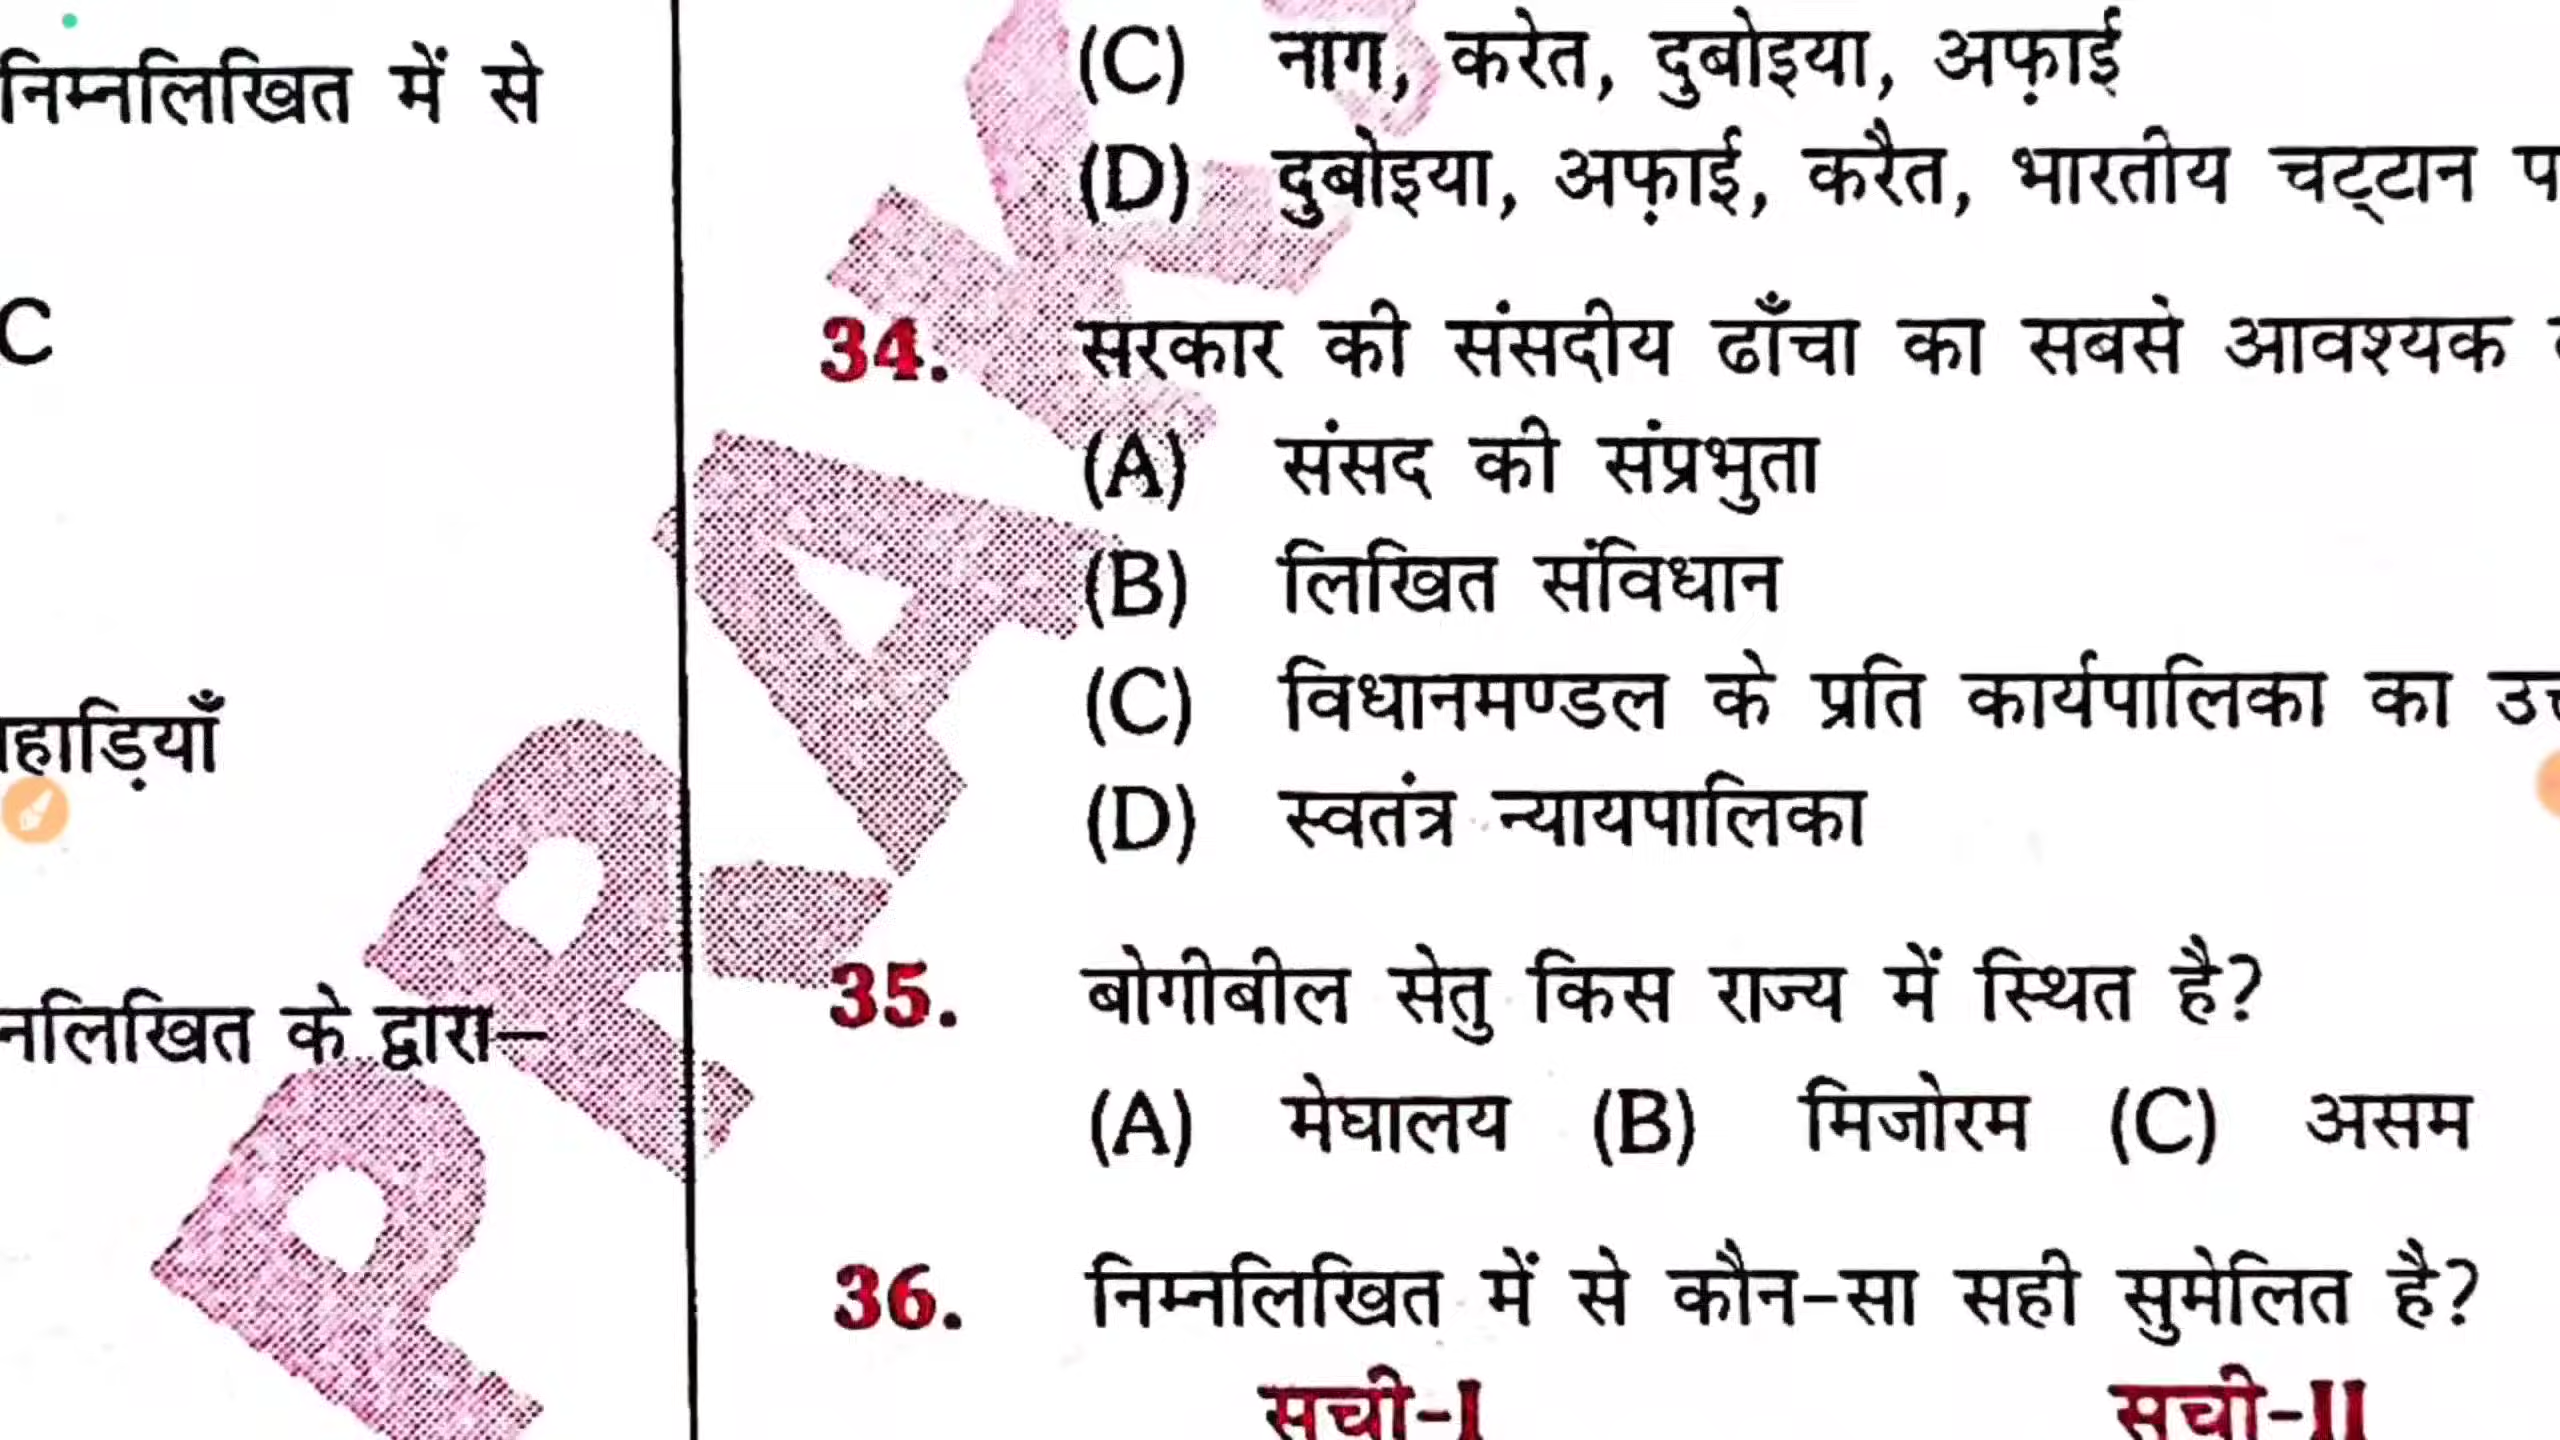 निम्नलिखित में से
C
नलिखित के द्वारा–
(C) नाग, करेत, दुबोइया, अफ़ाई
(D) दुबोइया, अफ़ाई, करैत, भारतीय चट्टान
34. सरकार की संसदीय ढाँचा का सबसे आवश्यक
(A) संसद की संप्रभुता
(B) लिखित संविधान
(C) विधानमण्डल के प्रति कार्यपालिका का
(D) स्वतंत्र न्यायपालिका
35. बोगीबील सेतु किस राज्य में स्थित है?
(A) मेघालय (B) मिजोरम (C) असम
36. निम्नलिखित में से कौन-सा सही सुमेलित है?
सूची-I सूची-II